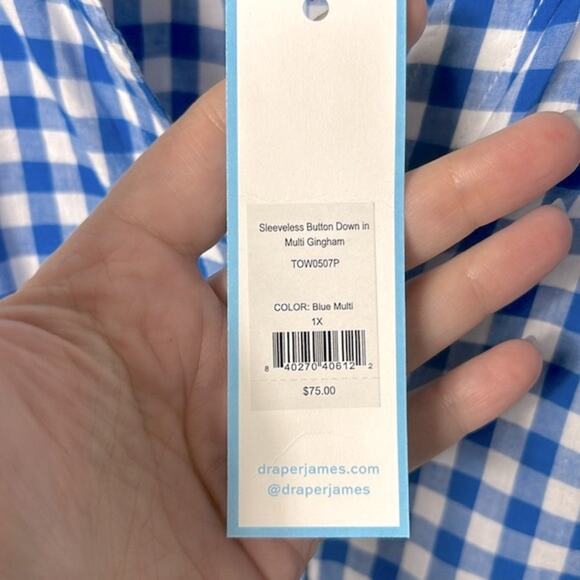 Sleeveless Button Down in
Multi Gingham
TOW0507P
COLOR: Blue Multi
1X
8 40270 40612 2
$75.00
draperjames.com
@draperjames